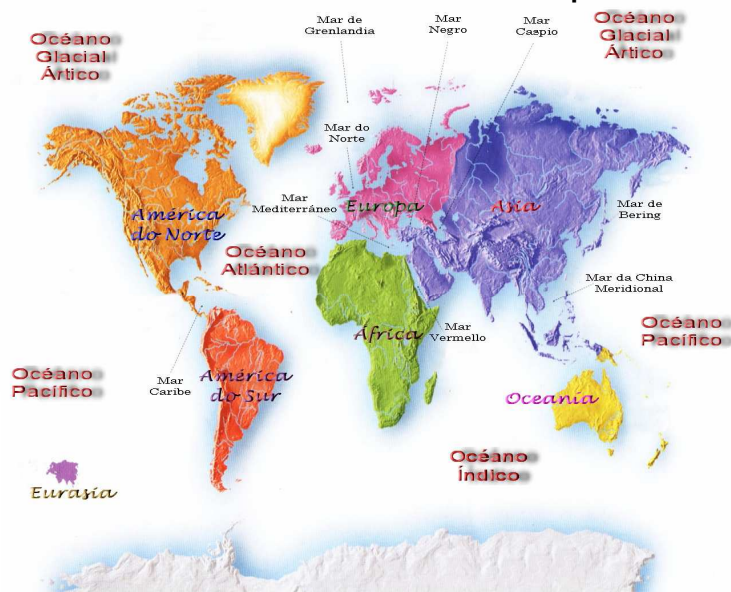 Mar de
Grenlandia
Mar
Negro
Mar
Caspio
Océano
Glacial
Ártico
Océano
Glacial
Ártico
Mar do
Norte
Mar
Mediterráneo
Europa
Asia
Mar de
Bering
América
do Norte
Océano
Atlántico
Mar da China
Meridional
África
Mar
Vermello
Océano
Pacífico
Océano
Pacífico
Mar
Caribe
América
do Sur
Oceanía
Océano
Índico
Eurasia